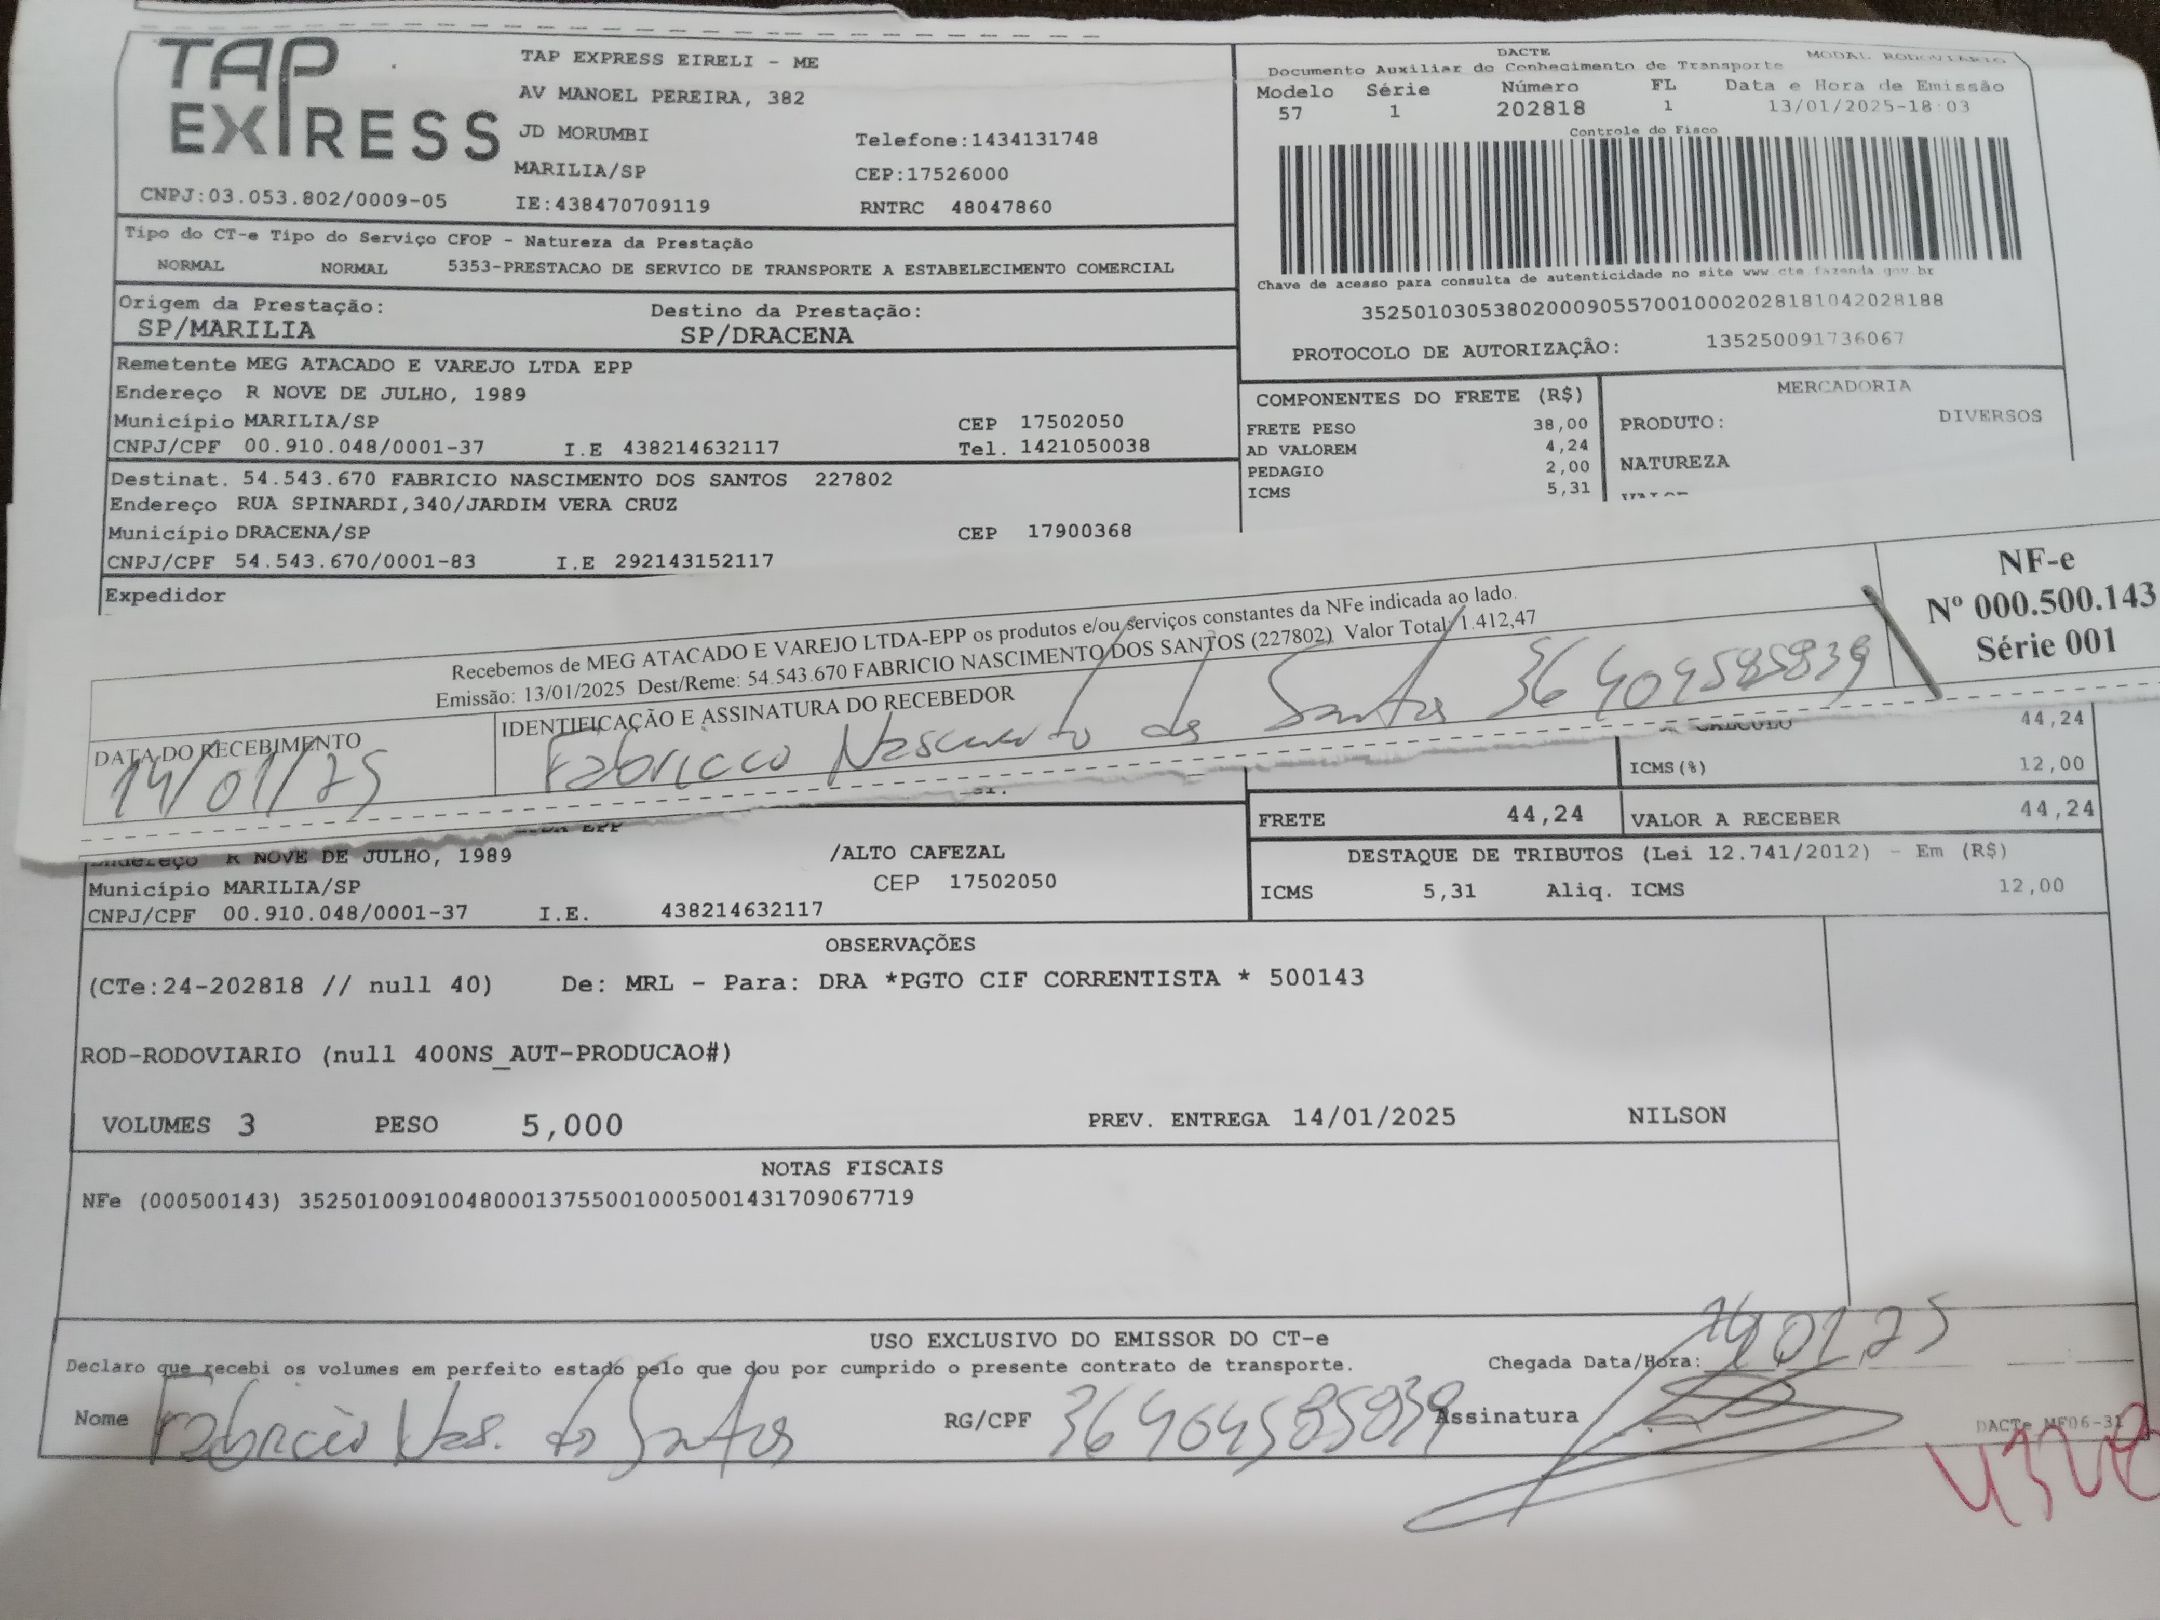 TAP EXPRESS
CNPJ:03.053.802/0009-05
TAP EXPRESS EIRELI - ME
AV MANOEL PEREIRA, 382
JD MORUMBI
Telefone:1434131748
MARILIA/SP
CEP:17526000
IE:438470709119
RNTRC 48047860
DACTE
MODAL RODOVIARIO
Documento Auxiliar do Conhecimento de Transporte
Modelo Série Número FL Data e Hora de Emissão
57 1 202818 1 13/01/2025-18:03
Controle do Fisco
Chave de acesso para consulta de autenticidade no site www.cte.fazenda.gov.br
35250103053802000905570010002028181042028188
PROTOCOLO DE AUTORIZAÇÃO: 135250091736067
Tipo do CT-e Tipo do Serviço CFOP - Natureza da Prestação
NORMAL NORMAL 5353-PRESTACAO DE SERVICO DE TRANSPORTE A ESTABELECIMENTO COMERCIAL
Origem da Prestação: Destino da Prestação:
SP/MARILIA SP/DRACENA
Remetente MEG ATACADO E VAREJO LTDA EPP
Endereço R NOVE DE JULHO, 1989
Município MARILIA/SP CEP 17502050
CNPJ/CPF 00.910.048/0001-37 I.E 438214632117 Tel. 1421050038
Destinat. 54.543.670 FABRICIO NASCIMENTO DOS SANTOS 227802
Endereço RUA SPINARDI,340/JARDIM VERA CRUZ
Município DRACENA/SP CEP 17900368
CNPJ/CPF 54.543.670/0001-83 I.E 292143152117
Expedidor
COMPONENTES DO FRETE (R$)
FRETE PESO 38,00
AD VALOREM 4,24
PEDAGIO 2,00
ICMS 5,31
MERCADORIA
PRODUTO: DIVERSOS
NATUREZA
Recebemos de MEG ATACADO E VAREJO LTDA-EPP os produtos e/ou serviços constantes da NFe indicada ao lado.
Emissão: 13/01/2025 Dest/Reme: 54.543.670 FABRICIO NASCIMENTO DOS SANTOS (227802) Valor Total: 1.412,47
DATA DO RECEBIMENTO
14/01/25
IDENTIFICAÇÃO E ASSINATURA DO RECEBEDOR
Fabricio Nascimento dos Santos 36404585839
NF-e
Nº 000.500.143
Série 001
44,24
ICMS(%) 12,00
FRETE 44,24 VALOR A RECEBER 44,24
EPP
Endereço R NOVE DE JULHO, 1989 /ALTO CAFEZAL
Município MARILIA/SP CEP 17502050
CNPJ/CPF 00.910.048/0001-37 I.E. 438214632117
DESTAQUE DE TRIBUTOS (Lei 12.741/2012) - Em (R$)
ICMS 5,31 Aliq. ICMS 12,00
OBSERVAÇÕES
(CTe:24-202818 // null 40) De: MRL - Para: DRA *PGTO CIF CORRENTISTA * 500143
ROD-RODOVIARIO (null 400NS_AUT-PRODUCAO#)
VOLUMES 3 PESO 5,000 PREV. ENTREGA 14/01/2025 NILSON
NOTAS FISCAIS
NFe (000500143) 35250100910048000137550010005001431709067719
USO EXCLUSIVO DO EMISSOR DO CT-e
Declaro que recebi os volumes em perfeito estado pelo que dou por cumprido o presente contrato de transporte.
Chegada Data/Hora: 14 01 25
Nome Fabricio Nas. dos Santos RG/CPF 36404585839 Assinatura
DACTe MF06-31